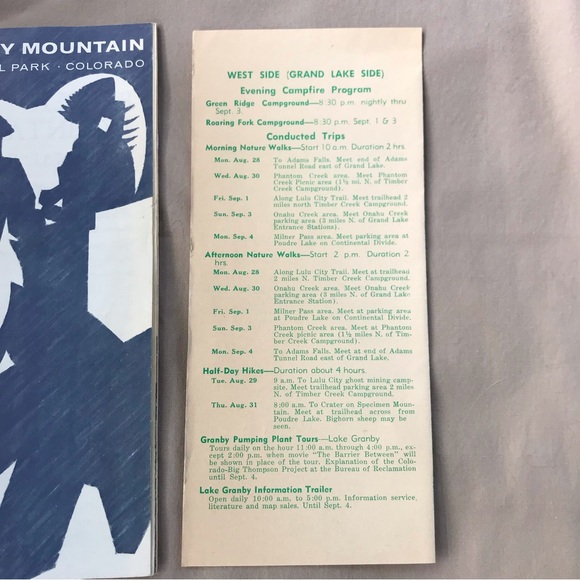 Y MOUNTAIN
L PARK · COLORADO
WEST SIDE (GRAND LAKE SIDE)
Evening Campfire Program
Green Ridge Campground—8:30 p.m. nightly thru
Sept. 3.
Roaring Fork Campground—8:30 p.m. Sept. 1 & 3
Conducted Trips
Morning Nature Walks—Start 10 a.m. Duration 2 hrs.
Mon. Aug. 28 To Adams Falls. Meet end of Adams
Tunnel Road east of Grand Lake.
Wed. Aug. 30 Phantom Creek area. Meet Phantom
Creek Picnic area (1½ mi. N. of Timber
Creek Campground).
Fri. Sep. 1 Along Lulu City Trail. Meet trailhead 2
miles north Timber Creek Campground.
Sun. Sep. 3 Onahu Creek area. Meet Onahu Creek
parking area (3 miles N. of Grand Lake
Entrance Stations).
Mon. Sep. 4 Milner Pass area. Meet parking area at
Poudre Lake on Continental Divide.
Afternoon Nature Walks—Start 2 p.m. Duration 2
hrs.
Mon. Aug. 28 Along Lulu City Trail. Meet at trailhead
2 miles N. Timber Creek Campground.
Wed. Aug. 30 Onahu Creek area. Meet Onahu Creek
parking area (3 miles N. of Grand Lake
Entrance Station).
Fri. Sep. 1 Milner Pass area. Meet at parking area
at Poudre Lake on Continental Divide.
Sun. Sep. 3 Phantom Creek area. Meet at Phantom
Creek picnic area (1½ miles N. of Tim-
ber Creek Campground).
Mon. Sep. 4 To Adams Falls. Meet at end of Adams
Tunnel Road east of Grand Lake.
Half-Day Hikes—Duration about 4 hours.
Tue. Aug. 29 9 a.m. To Lulu City ghost mining camp-
site. Meet trailhead parking area 2 miles
N. of Timber Creek Campground.
Thu. Aug. 31 8:00 a.m. To Crater on Specimen Moun-
tain. Meet at trailhead across from
Poudre Lake. Bighorn sheep may be
seen.
Granby Pumping Plant Tours—Lake Granby
Tours daily on the hour 11:00 am. through 4:00 p.m., ex-
cept 2:00 p.m. when movie "The Barrier Between" will
be shown in place of the tour. Explanation of the Colo-
rado-Big Thompson Project at the Bureau of Reclamation
until Sept. 4.
Lake Granby Information Trailer
Open daily 10:00 a.m. to 5:00 p.m. Information service,
literature and map sales. Until Sept. 4.